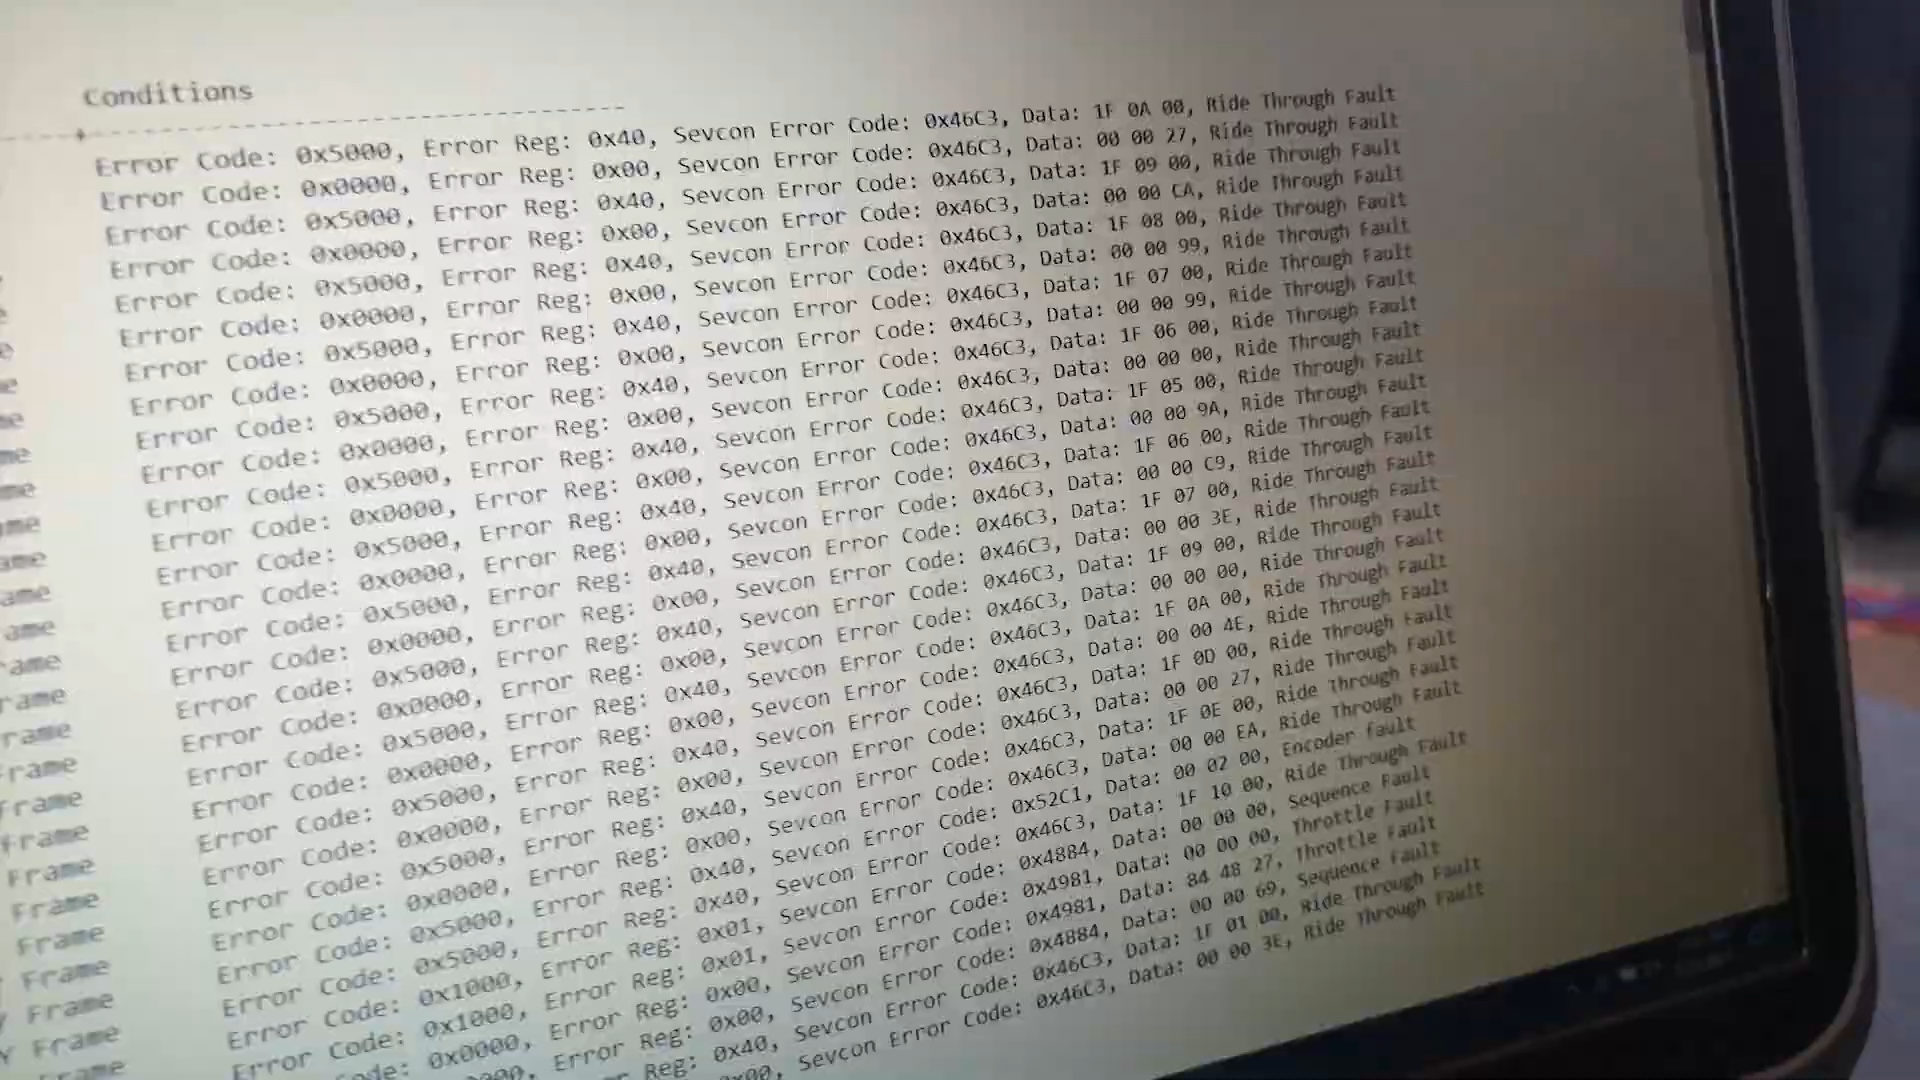 Conditions
Error Code: 0x5000, Error Reg: 0x40, Sevcon Error Code: 0x46C3, Data: 1F 0A 00, Ride Through Fault
Error Code: 0x0000, Error Reg: 0x00, Sevcon Error Code: 0x46C3, Data: 00 00 27, Ride Through Fault
Error Code: 0x5000, Error Reg: 0x40, Sevcon Error Code: 0x46C3, Data: 1F 09 00, Ride Through Fault
Error Code: 0x0000, Error Reg: 0x00, Sevcon Error Code: 0x46C3, Data: 00 00 CA, Ride Through Fault
Error Code: 0x5000, Error Reg: 0x40, Sevcon Error Code: 0x46C3, Data: 1F 08 00, Ride Through Fault
Error Code: 0x0000, Error Reg: 0x00, Sevcon Error Code: 0x46C3, Data: 00 00 99, Ride Through Fault
Error Code: 0x5000, Error Reg: 0x40, Sevcon Error Code: 0x46C3, Data: 1F 07 00, Ride Through Fault
Error Code: 0x0000, Error Reg: 0x00, Sevcon Error Code: 0x46C3, Data: 00 00 99, Ride Through Fault
Error Code: 0x5000, Error Reg: 0x40, Sevcon Error Code: 0x46C3, Data: 1F 06 00, Ride Through Fault
Error Code: 0x0000, Error Reg: 0x00, Sevcon Error Code: 0x46C3, Data: 00 00 00, Ride Through Fault
Error Code: 0x5000, Error Reg: 0x40, Sevcon Error Code: 0x46C3, Data: 1F 05 00, Ride Through Fault
Error Code: 0x0000, Error Reg: 0x00, Sevcon Error Code: 0x46C3, Data: 00 00 9A, Ride Through Fault
Error Code: 0x5000, Error Reg: 0x40, Sevcon Error Code: 0x46C3, Data: 1F 06 00, Ride Through Fault
ame Error Code: 0x0000, Error Reg: 0x00, Sevcon Error Code: 0x46C3, Data: 00 00 C9, Ride Through Fault
ame Error Code: 0x5000, Error Reg: 0x40, Sevcon Error Code: 0x46C3, Data: 1F 07 00, Ride Through Fault
rame Error Code: 0x0000, Error Reg: 0x00, Sevcon Error Code: 0x46C3, Data: 00 00 3E, Ride Through Fault
rame Error Code: 0x5000, Error Reg: 0x40, Sevcon Error Code: 0x46C3, Data: 1F 09 00, Ride Through Fault
Frame Error Code: 0x0000, Error Reg: 0x00, Sevcon Error Code: 0x46C3, Data: 00 00 00, Ride Through Fault
Frame Error Code: 0x5000, Error Reg: 0x40, Sevcon Error Code: 0x46C3, Data: 1F 0A 00, Ride Through Fault
Frame Error Code: 0x0000, Error Reg: 0x00, Sevcon Error Code: 0x46C3, Data: 00 00 4E, Ride Through Fault
Frame Error Code: 0x5000, Error Reg: 0x40, Sevcon Error Code: 0x46C3, Data: 1F 0D 00, Ride Through Fault
Frame Error Code: 0x0000, Error Reg: 0x00, Sevcon Error Code: 0x46C3, Data: 00 00 27, Ride Through Fault
Frame Error Code: 0x5000, Error Reg: 0x40, Sevcon Error Code: 0x46C3, Data: 1F 0E 00, Ride Through Fault
Frame Error Code: 0x0000, Error Reg: 0x00, Sevcon Error Code: 0x46C3, Data: 00 00 EA, Ride Through Fault
Frame Error Code: 0x5000, Error Reg: 0x40, Sevcon Error Code: 0x52C1, Data: 00 02 00, Encoder fault
Y Frame Error Code: 0x5000, Error Reg: 0x40, Sevcon Error Code: 0x46C3, Data: 1F 10 00, Ride Through Fault
Error Code: 0x1000, Error Reg: 0x01, Sevcon Error Code: 0x4884, Data: 00 00 00, Sequence Fault
Error Code: 0x1000, Error Reg: 0x01, Sevcon Error Code: 0x4981, Data: 00 00 00, Throttle Fault
ode: 0x0000, Error Reg: 0x00, Sevcon Error Code: 0x4981, Data: 84 48 27, Throttle Fault
Error Reg: 0x00, Sevcon Error Code: 0x4884, Data: 00 00 69, Sequence Fault
Reg: 0x40, Sevcon Error Code: 0x46C3, Data: 1F 01 00, Ride Through Fault
x00, Sevcon Error Code: 0x46C3, Data: 00 00 3E, Ride Through Fault